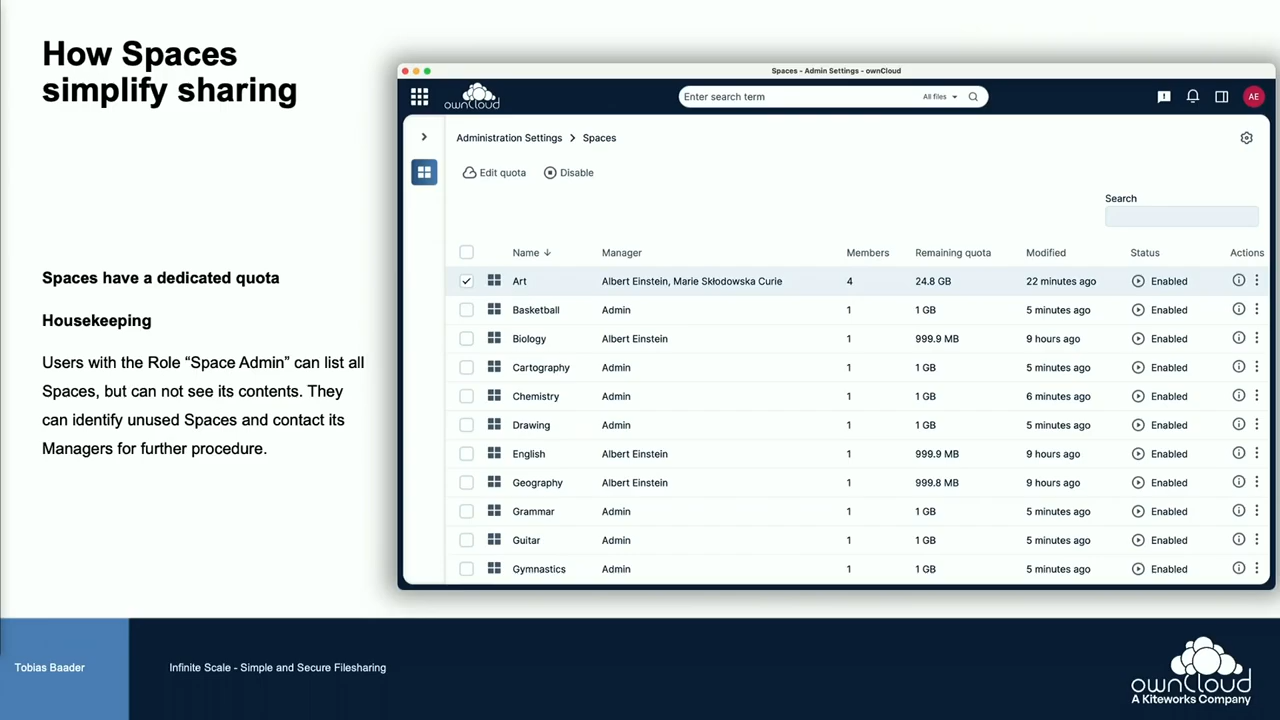 How Spaces
simplify sharing
Spaces have a dedicated quota
Housekeeping
Users with the Role “Space Admin” can list all
Spaces, but can not see its contents. They
can identify unused Spaces and contact its
Managers for further procedure.
Spaces - Admin Settings - ownCloud
ownCloud
Enter search term
All files
AE
Administration Settings > Spaces
Edit quota Disable
Search
Name Manager Members Remaining quota Modified Status Actions
Art Albert Einstein, Marie Skłodowska Curie 4 24.8 GB 22 minutes ago Enabled
Basketball Admin 1 1 GB 5 minutes ago Enabled
Biology Albert Einstein 1 999.9 MB 9 hours ago Enabled
Cartography Admin 1 1 GB 5 minutes ago Enabled
Chemistry Admin 1 1 GB 6 minutes ago Enabled
Drawing Admin 1 1 GB 5 minutes ago Enabled
English Albert Einstein 1 999.9 MB 9 hours ago Enabled
Geography Albert Einstein 1 999.8 MB 9 hours ago Enabled
Grammar Admin 1 1 GB 5 minutes ago Enabled
Guitar Admin 1 1 GB 5 minutes ago Enabled
Gymnastics Admin 1 1 GB 5 minutes ago Enabled
Tobias Baader
Infinite Scale - Simple and Secure Filesharing
ownCloud
A Kiteworks Company